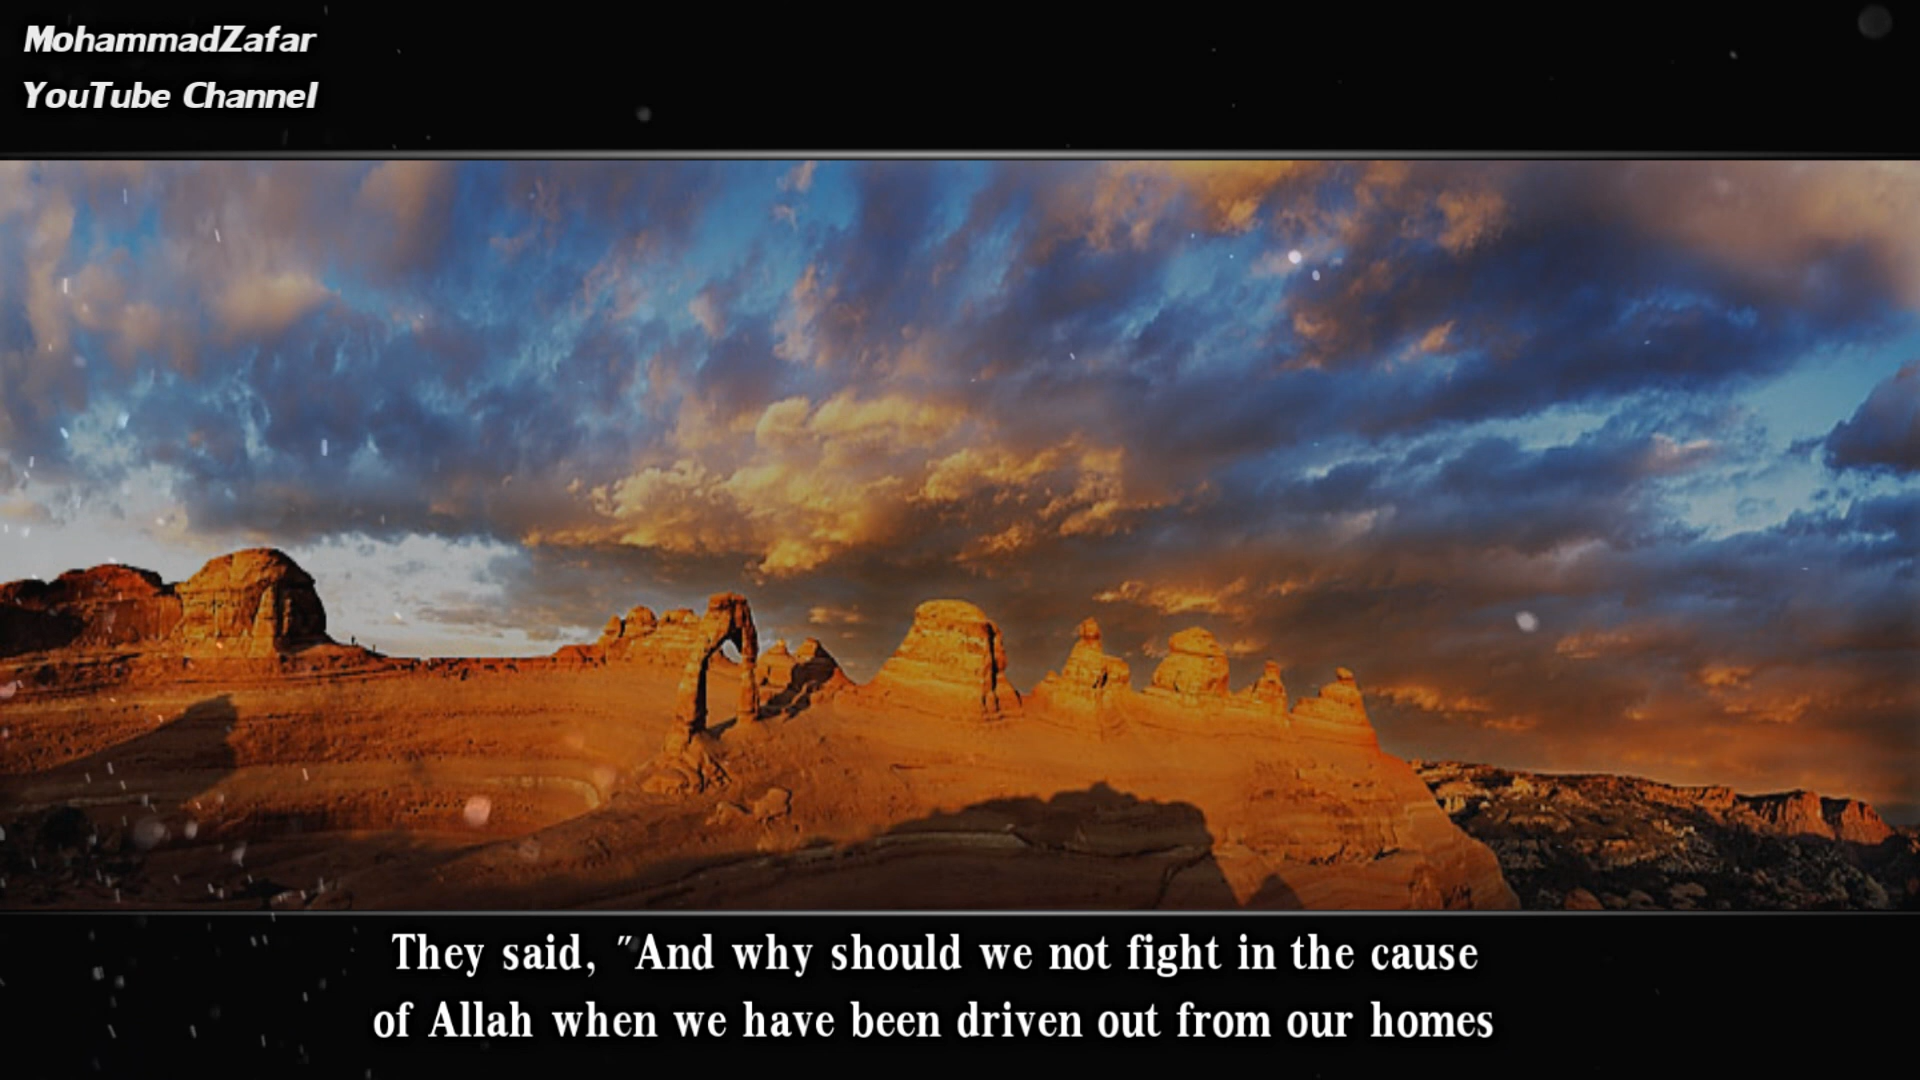 MohammadZafar
YouTube Channel
They said, "And why should we not fight in the cause
of Allah when we have been driven out from our homes